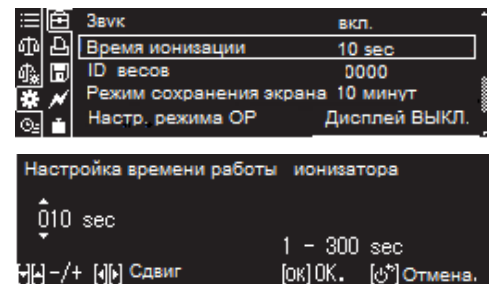 Звук вкл.
Время ионизации 10 sec
ID весов 0000
Режим сохранения экрана 10 минут
Настр. режима ОР Дисплей ВЫКЛ.
Настройка времени работы ионизатора
010 sec
1 - 300 sec
-/+ Сдвиг [OK] OK. Отмена.